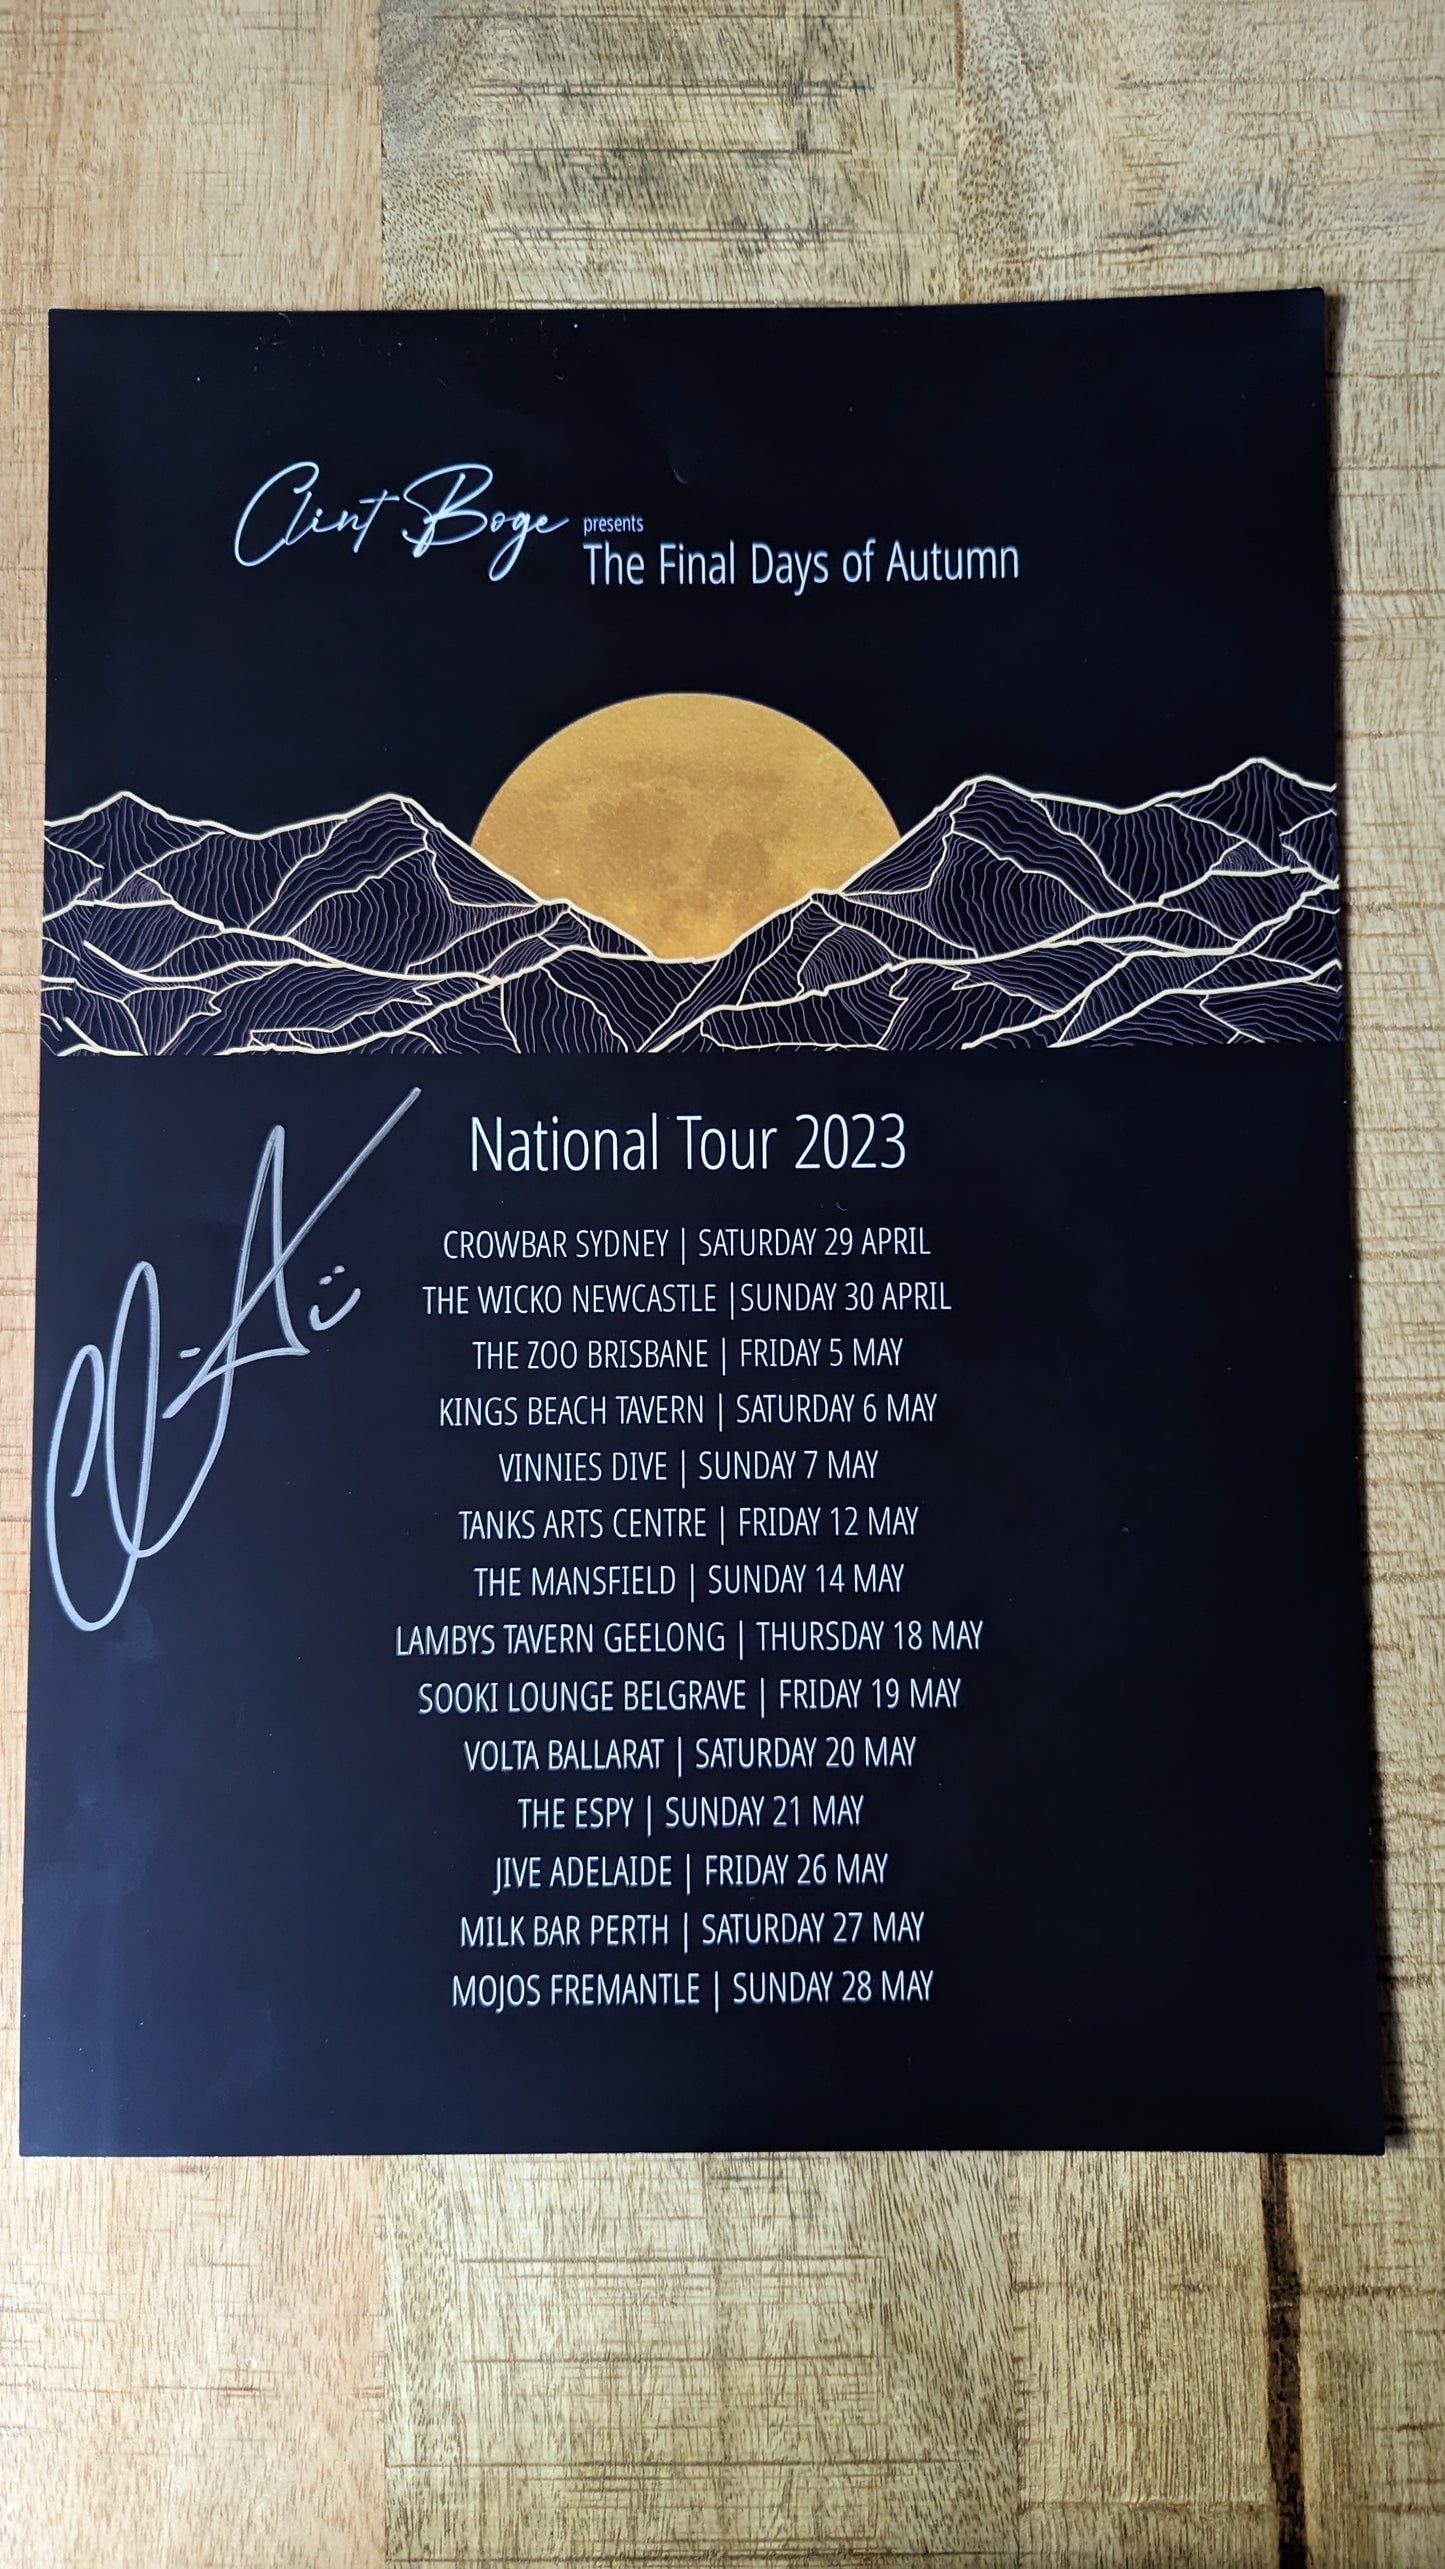 Clint Boge presents
The Final Days of Autumn
National Tour 2023
CROWBAR SYDNEY | SATURDAY 29 APRIL
THE WICKO NEWCASTLE |SUNDAY 30 APRIL
THE ZOO BRISBANE | FRIDAY 5 MAY
KINGS BEACH TAVERN | SATURDAY 6 MAY
VINNIES DIVE | SUNDAY 7 MAY
TANKS ARTS CENTRE | FRIDAY 12 MAY
THE MANSFIELD | SUNDAY 14 MAY
LAMBYS TAVERN GEELONG | THURSDAY 18 MAY
SOOKI LOUNGE BELGRAVE | FRIDAY 19 MAY
VOLTA BALLARAT | SATURDAY 20 MAY
THE ESPY | SUNDAY 21 MAY
JIVE ADELAIDE | FRIDAY 26 MAY
MILK BAR PERTH | SATURDAY 27 MAY
MOJOS FREMANTLE | SUNDAY 28 MAY